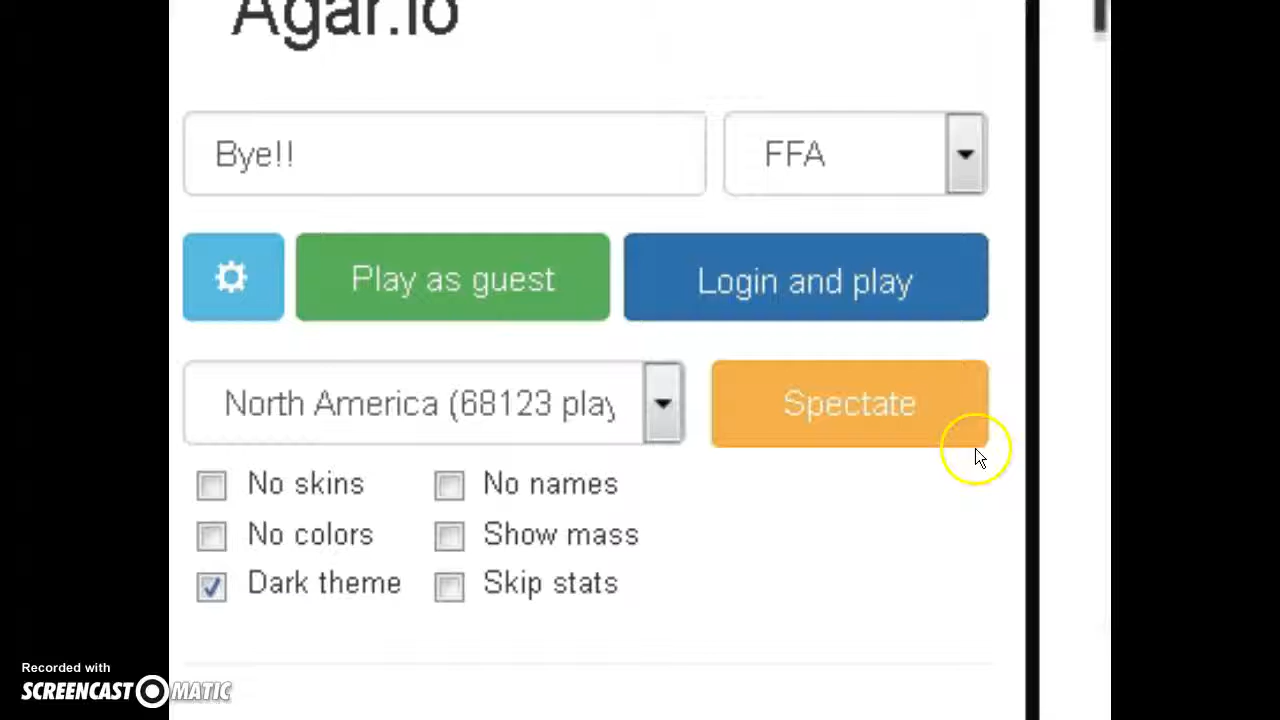 Agar.io
Bye!!
FFA
Play as guest
Login and play
North America (68123 play
Spectate
No skins
No names
No colors
Show mass
Dark theme
Skip stats
Recorded with
SCREENCAST MATIC